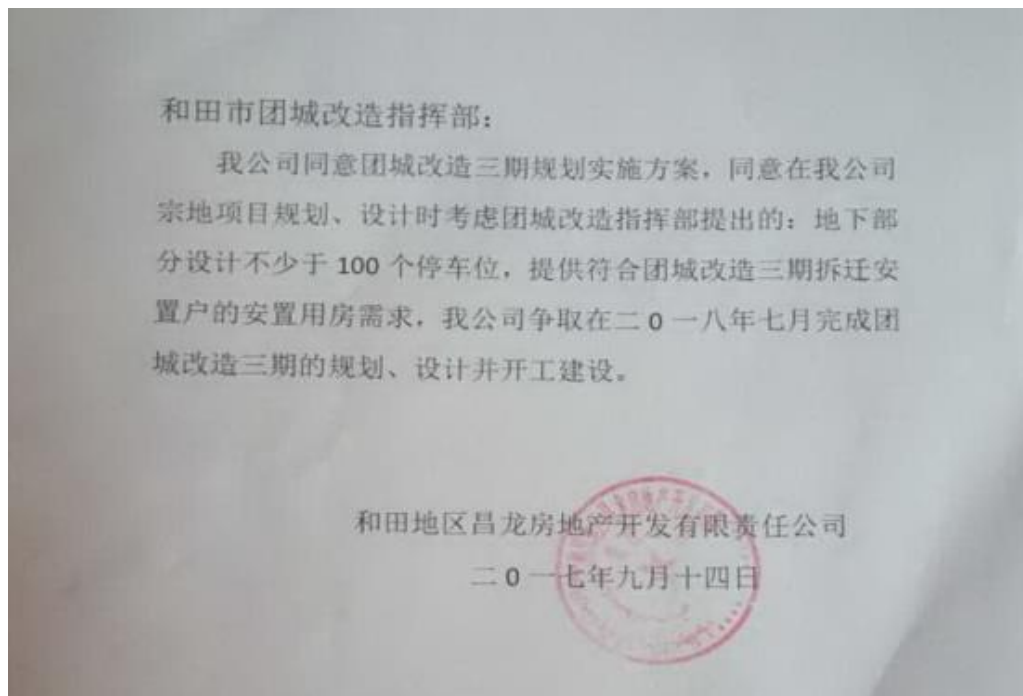 和田市团城改造指挥部：
我公司同意团城改造三期规划实施方案，同意在我公司
宗地项目规划、设计时考虑团城改造指挥部提出的：地下部
分设计不少于 100 个停车位，提供符合团城改造三期拆迁安
置户的安置用房需求，我公司争取在二 0 一八年七月完成团
城改造三期的规划、设计并开工建设。
和田地区昌龙房地产开发有限责任公司
二 0 一七年九月十四日